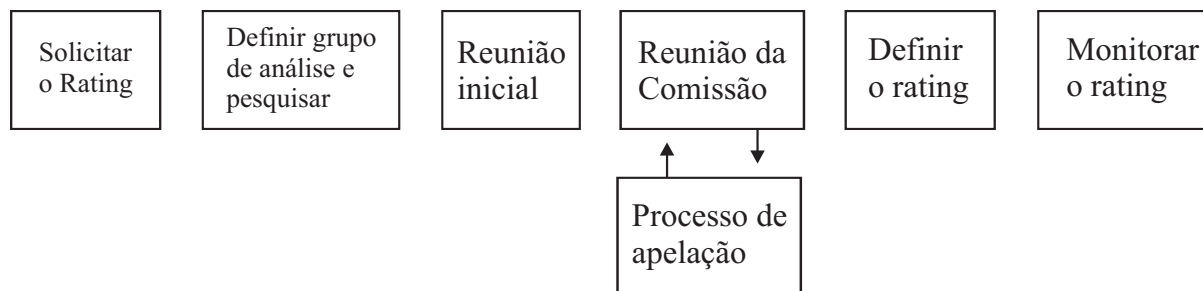 Solicitar
o Rating
Definir grupo
de análise e
pesquisar
Reunião
inicial
Reunião da
Comissão
Definir
o rating
Monitorar
o rating
Processo de
apelação